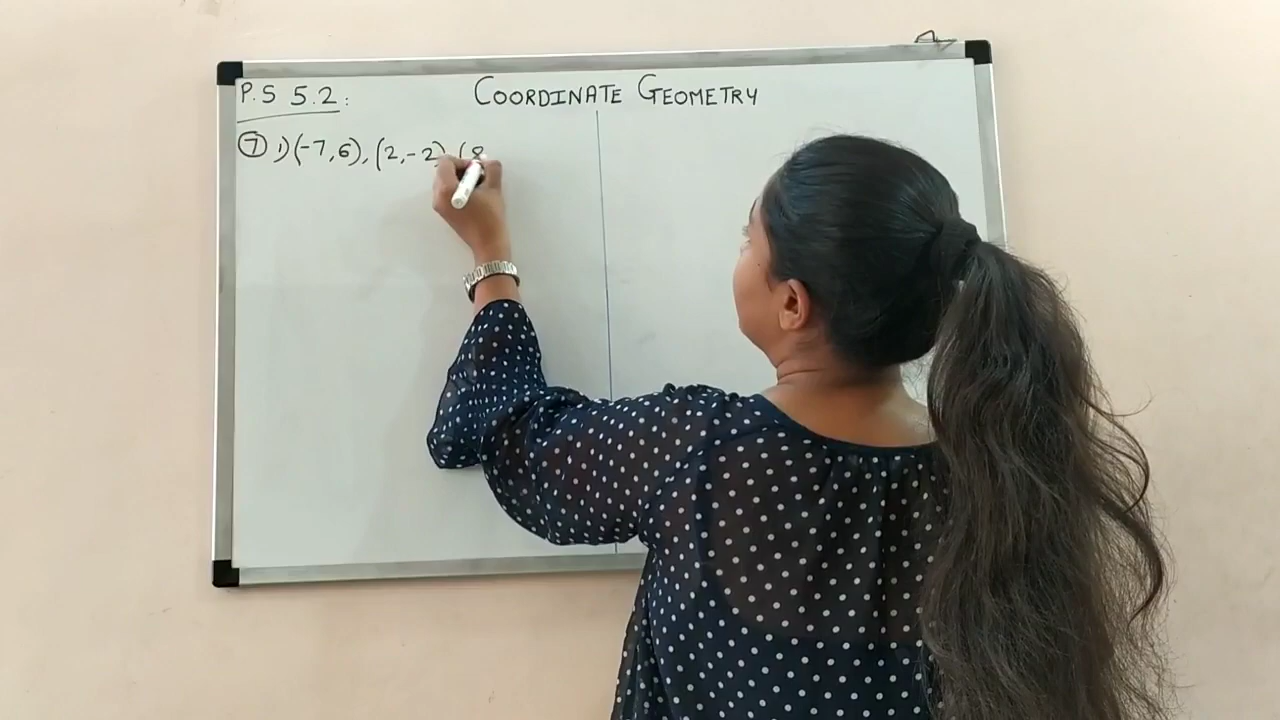 P.S 5.2: COORDINATE GEOMETRY
⑦ 1) (-7, 6), (2, -2), (8